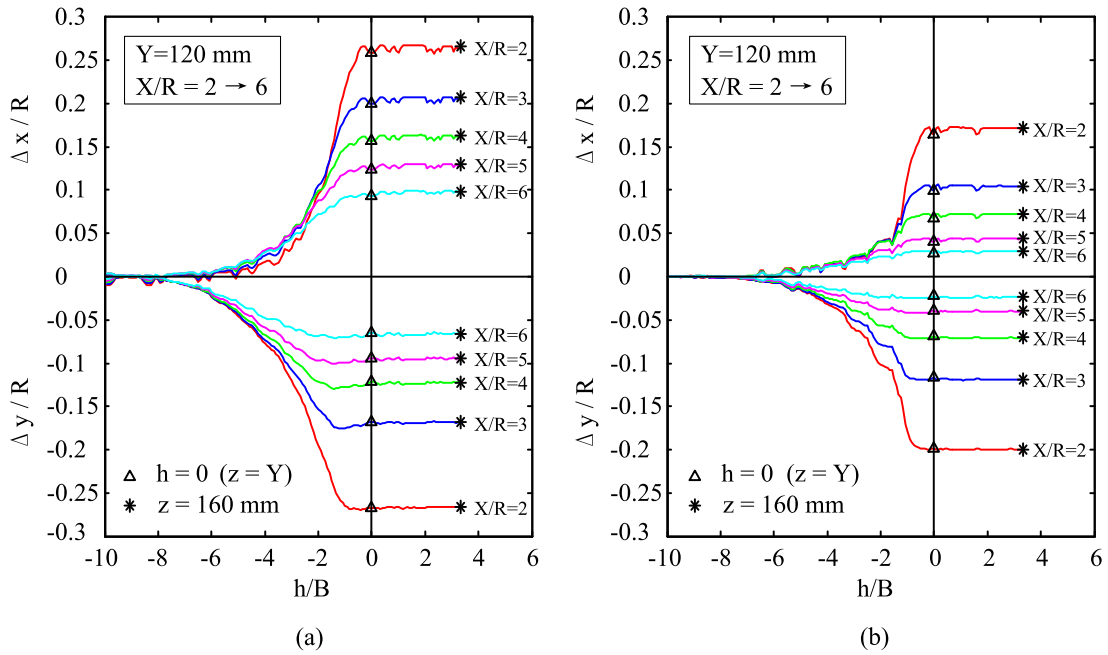 0.3
0.25
0.2
0.15
0.1
0.05
0
-0.05
-0.1
-0.15
-0.2
-0.25
-0.3
Δ x / R
Δ y / R
Y=120 mm
X/R = 2 → 6
X/R=2
X/R=3
X/R=4
X/R=5
X/R=6
X/R=6
X/R=5
X/R=4
X/R=3
X/R=2
h = 0 (z = Y)
z = 160 mm
-10 -8 -6 -4 -2 0 2 4 6
h/B
(a)
0.3
0.25
0.2
0.15
0.1
0.05
0
-0.05
-0.1
-0.15
-0.2
-0.25
-0.3
Δ x / R
Δ y / R
Y=120 mm
X/R = 2 → 6
X/R=2
X/R=3
X/R=4
X/R=5
X/R=6
X/R=6
X/R=5
X/R=4
X/R=3
X/R=2
h = 0 (z = Y)
z = 160 mm
-10 -8 -6 -4 -2 0 2 4 6
h/B
(b)